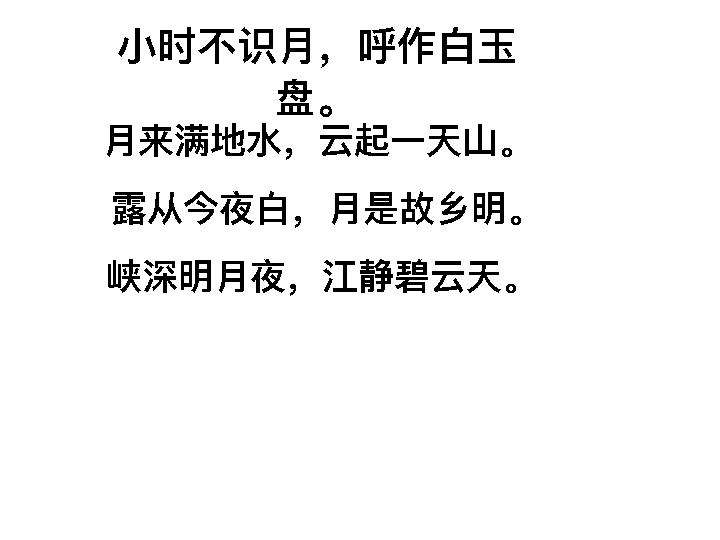 小时不识月，呼作白玉
盘。
月来满地水，云起一天山。
露从今夜白，月是故乡明。
峡深明月夜，江静碧云天。